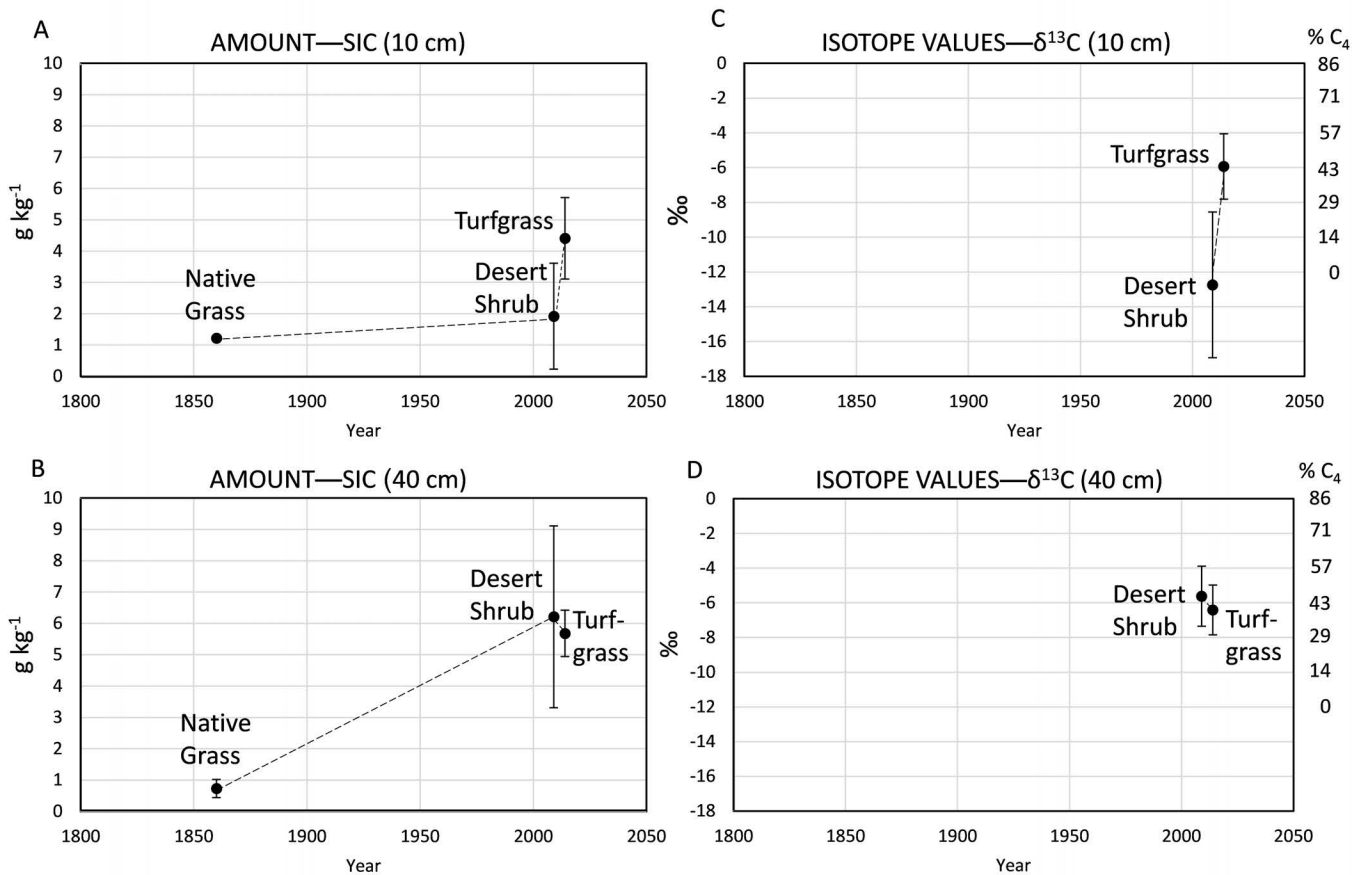 A
AMOUNT—SIC (10 cm)
10
9
8
7
6
5
4
3
2
1
0
g kg⁻¹
Turfgrass
Native
Grass
Desert
Shrub
1800 1850 1900 1950 2000 2050
Year
C
ISOTOPE VALUES—δ¹³C (10 cm)
% C₄
0
-2
-4
-6
-8
-10
-12
-14
-16
-18
‰
86
71
57
43
29
14
0
Turfgrass
Desert
Shrub
1800 1850 1900 1950 2000 2050
Year
B
AMOUNT—SIC (40 cm)
10
9
8
7
6
5
4
3
2
1
0
g kg⁻¹
Desert
Shrub
Turf-
grass
Native
Grass
1800 1850 1900 1950 2000 2050
Year
D
ISOTOPE VALUES—δ¹³C (40 cm)
% C₄
0
-2
-4
-6
-8
-10
-12
-14
-16
-18
‰
86
71
57
43
29
14
0
Desert
Shrub
Turf-
grass
1800 1850 1900 1950 2000 2050
Year